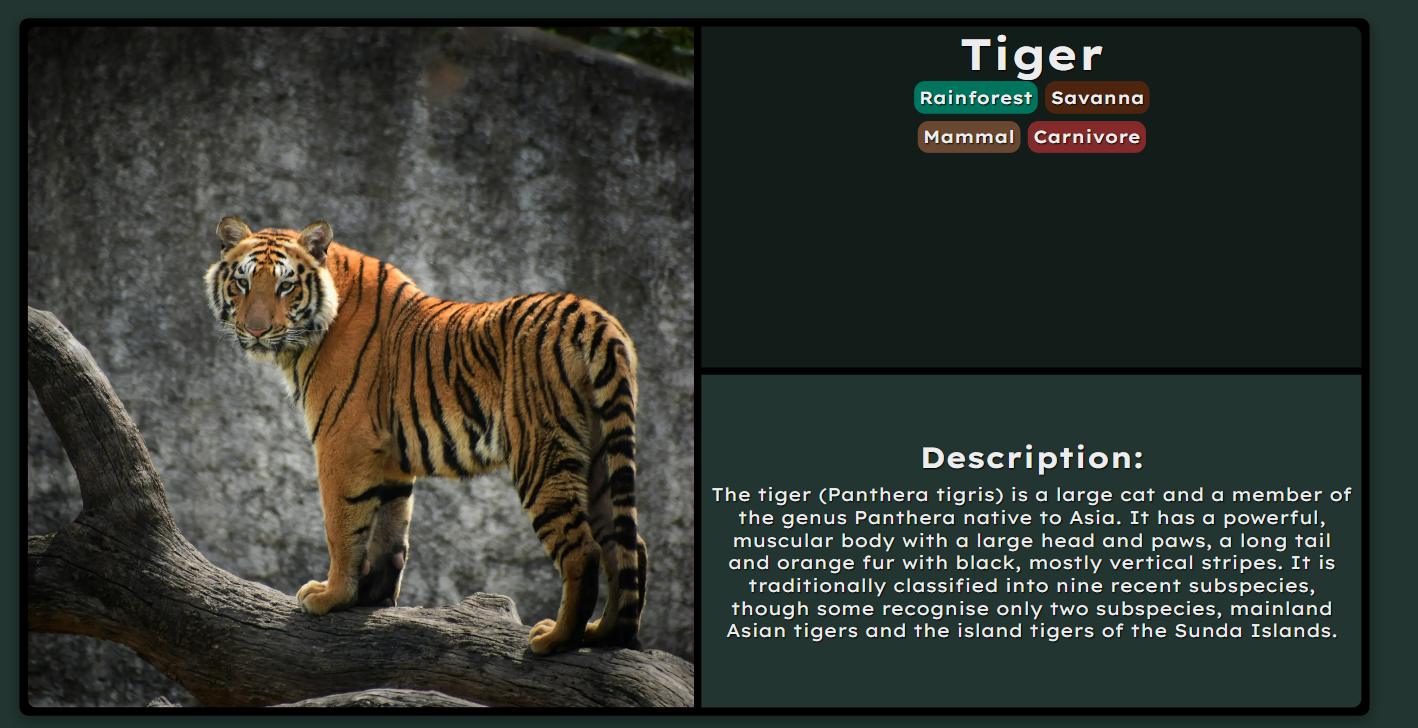 Tiger
Rainforest Savanna
Mammal Carnivore
Description:
The tiger (Panthera tigris) is a large cat and a member of
the genus Panthera native to Asia. It has a powerful,
muscular body with a large head and paws, a long tail
and orange fur with black, mostly vertical stripes. It is
traditionally classified into nine recent subspecies,
though some recognise only two subspecies, mainland
Asian tigers and the island tigers of the Sunda Islands.